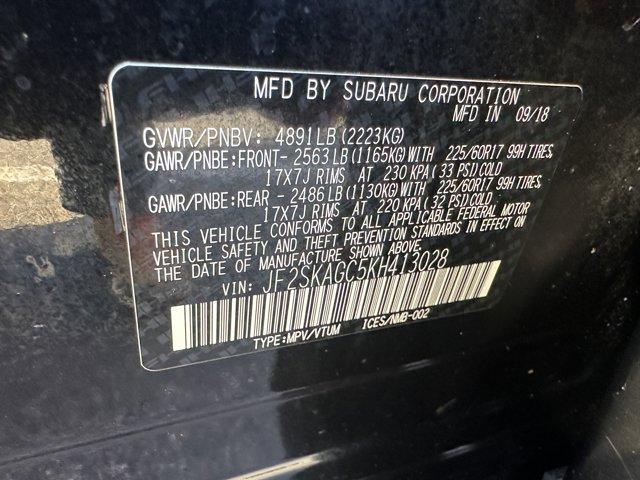 MFD BY SUBARU CORPORATION
MFD IN 09/18
GVWR/PNBV: 4891LB(2223KG)
GAWR/PNBE:FRONT- 2563LB(1165KG)WITH 225/60R17 99H TIRES,
17X7J RIMS AT 230 KPA(33 PSI)COLD
GAWR/PNBE:REAR - 2486LB(1130KG)WITH 225/60R17 99H TIRES,
17X7J RIMS AT 220 KPA(32 PSI)COLD
THIS VEHICLE CONFORMS TO ALL APPLICABLE FEDERAL MOTOR
VEHICLE SAFETY AND THEFT PREVENTION STANDARDS IN EFFECT ON
THE DATE OF MANUFACTURE SHOWN ABOVE.
VIN: JF2SKAGC5KH413028
TYPE:MPV/VTUM ICES/NMB-002